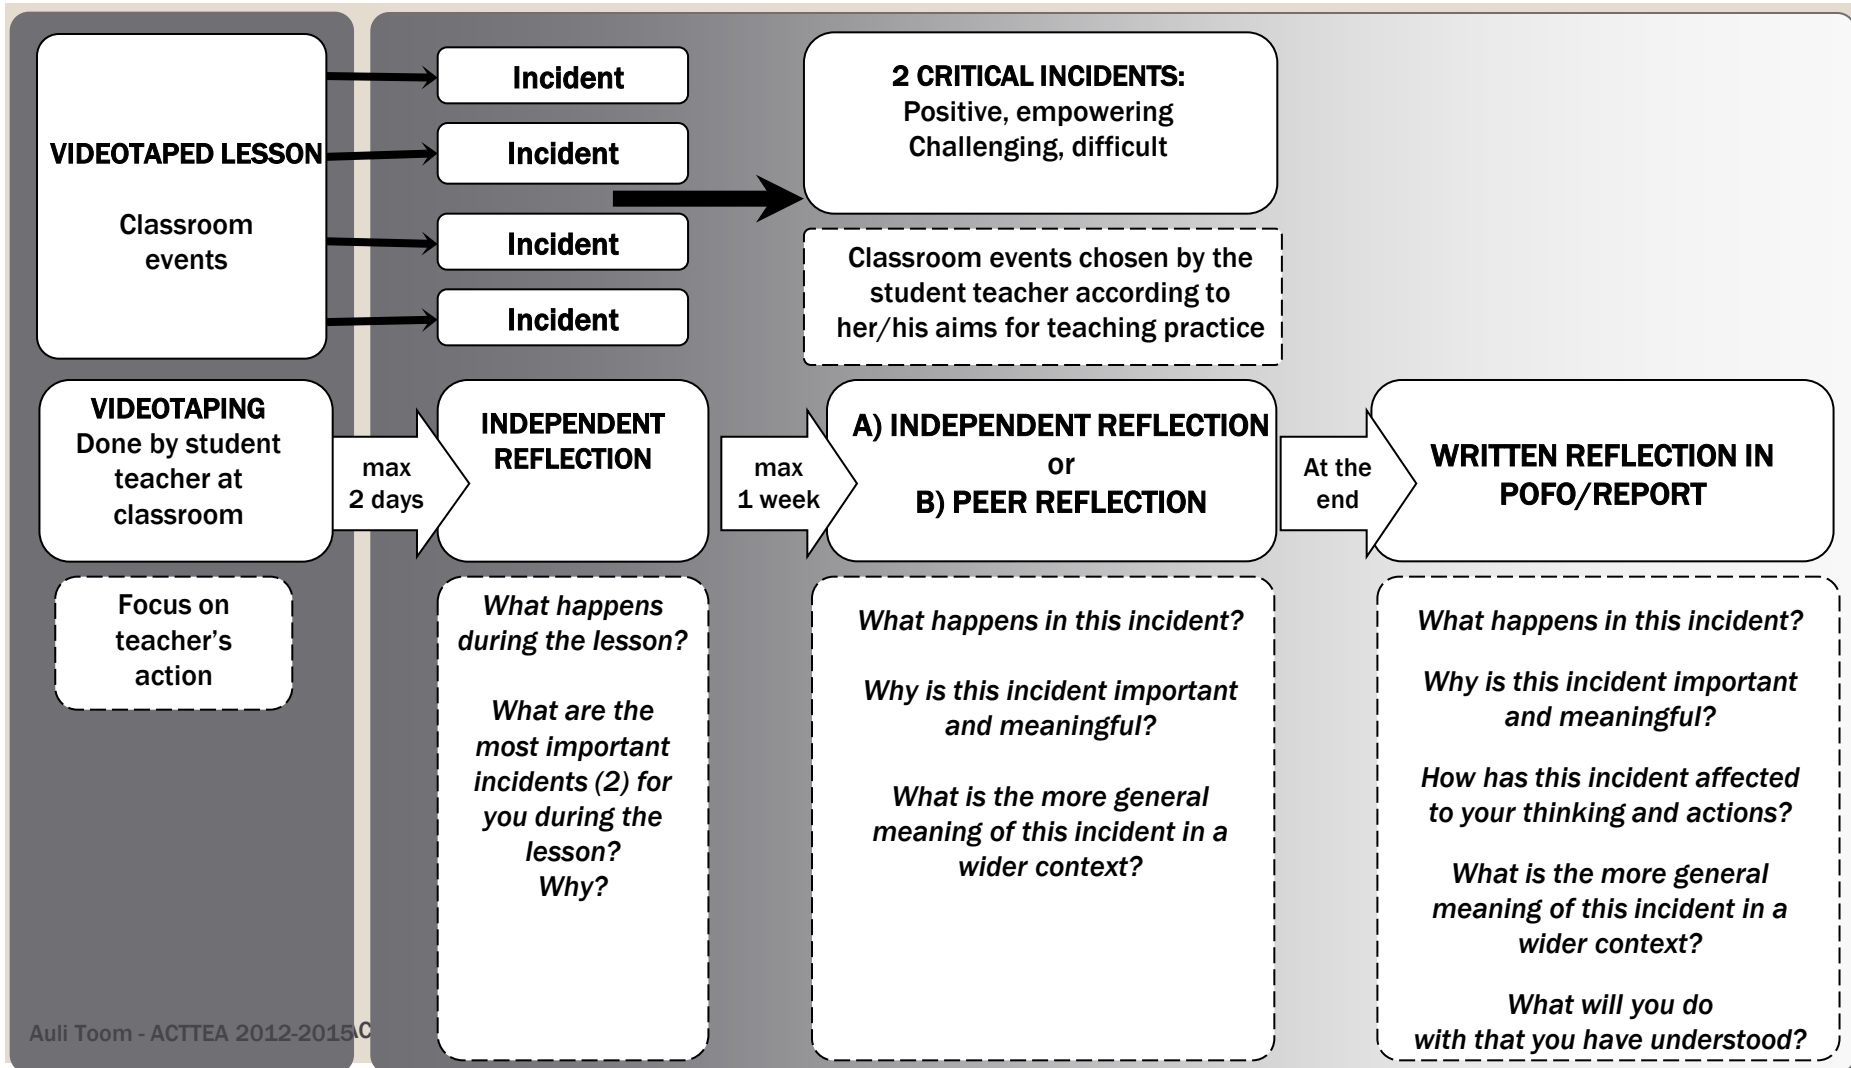 VIDEOTAPED LESSON
Classroom
events
Incident
Incident
Incident
Incident
2 CRITICAL INCIDENTS:
Positive, empowering
Challenging, difficult
Classroom events chosen by the
student teacher according to
her/his aims for teaching practice
VIDEOTAPING
Done by student
teacher at
classroom
max
2 days
INDEPENDENT
REFLECTION
max
1 week
A) INDEPENDENT REFLECTION
or
B) PEER REFLECTION
At the
end
WRITTEN REFLECTION IN
POFO/REPORT
Focus on
teacher’s
action
What happens
during the lesson?
What are the
most important
incidents (2) for
you during the
lesson?
Why?
What happens in this incident?
Why is this incident important
and meaningful?
What is the more general
meaning of this incident in a
wider context?
What happens in this incident?
Why is this incident important
and meaningful?
How has this incident affected
to your thinking and actions?
What is the more general
meaning of this incident in a
wider context?
What will you do
with that you have understood?
Auli Toom - ACTTEA 2012-2015